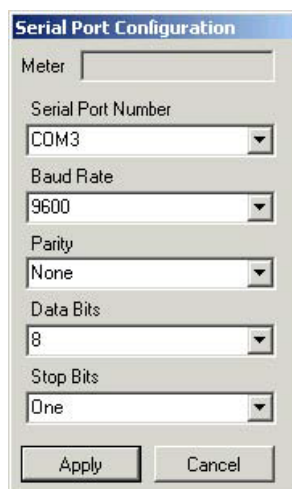 Serial Port Configuration
Meter
Serial Port Number
COM3
Baud Rate
9600
Parity
None
Data Bits
8
Stop Bits
One
Apply Cancel